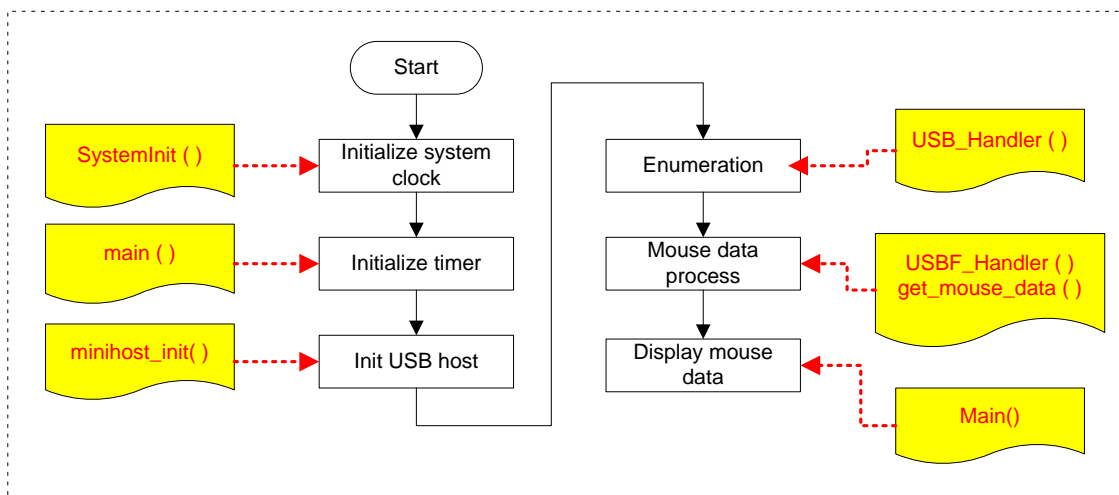 Start
SystemInit ( )
Initialize system
clock
main ( )
Initialize timer
minihost_init( )
Init USB host
Enumeration
USB_Handler ( )
Mouse data
process
USBF_Handler ( )
get_mouse_data ( )
Display mouse
data
Main()